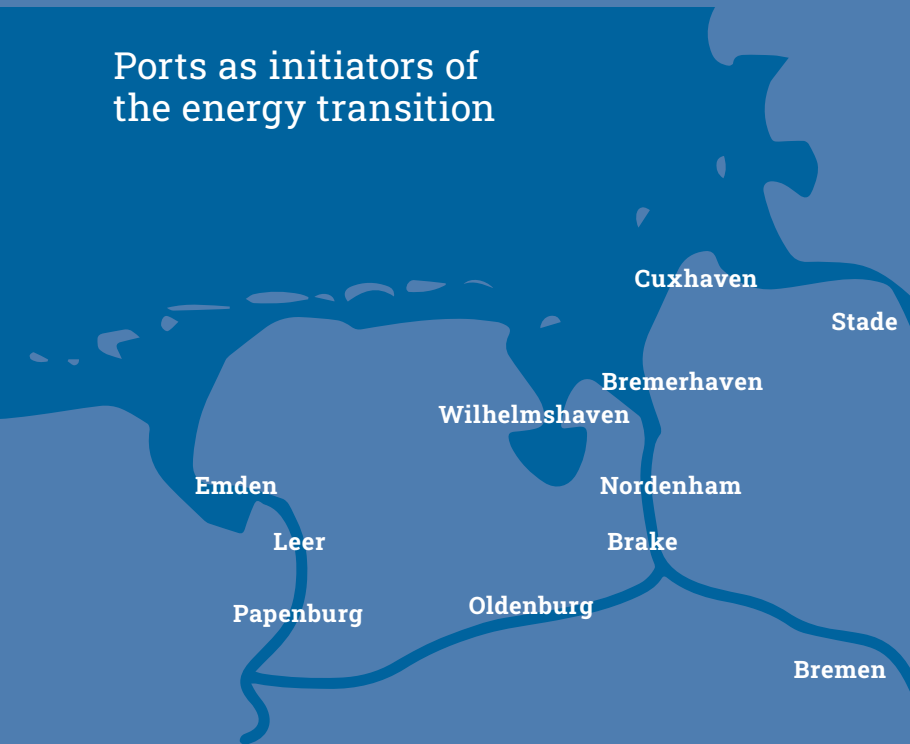 Ports as initiators of
the energy transition
Cuxhaven
Stade
Bremerhaven
Wilhelmshaven
Emden
Nordenham
Leer
Brake
Papenburg
Oldenburg
Bremen